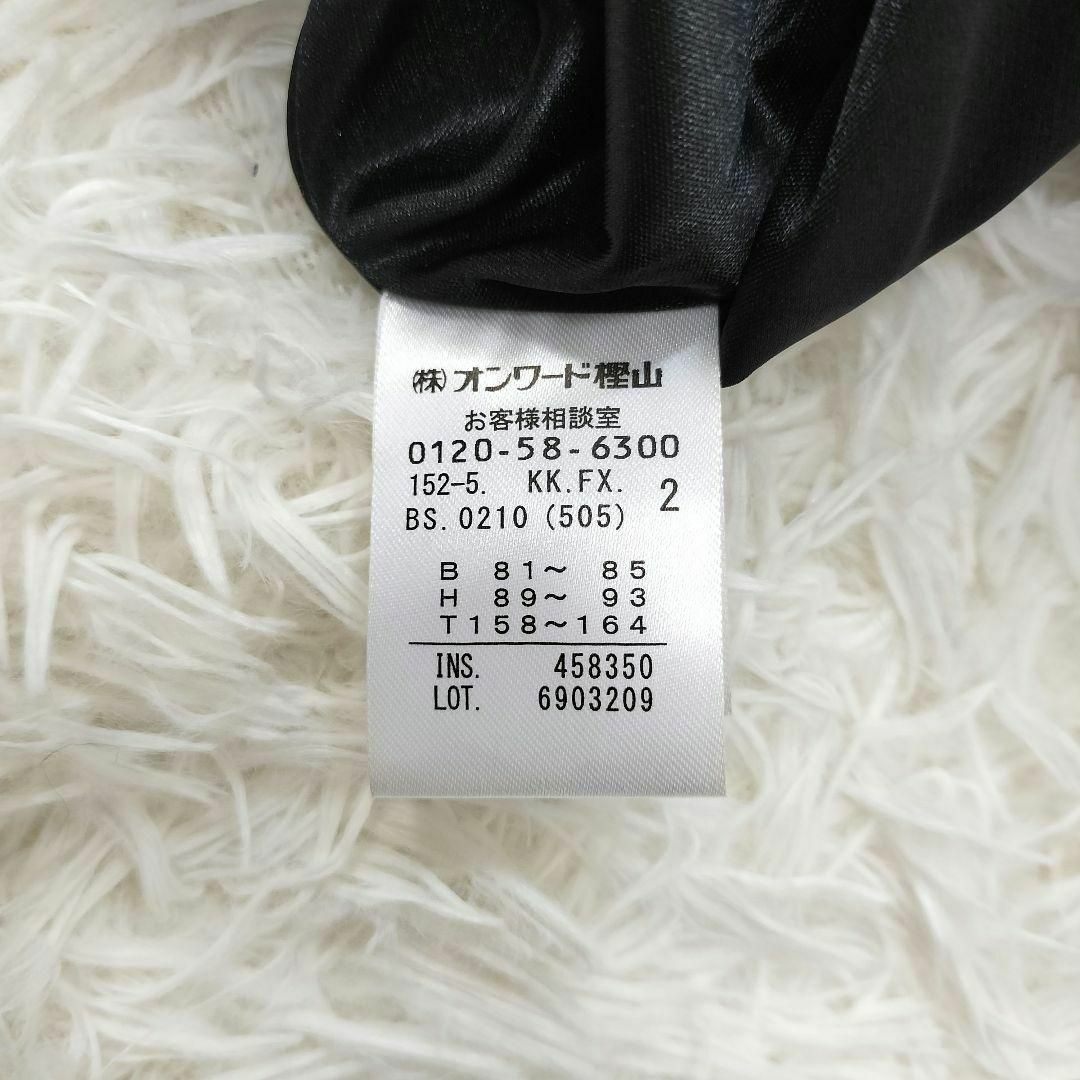 ㈱オンワード樫山
お客様相談室
0120-58-6300
152-5. KK.FX. 2
BS.0210 (505)
B 81～ 85
H 89～ 93
T158～164
INS. 458350
LOT. 6903209